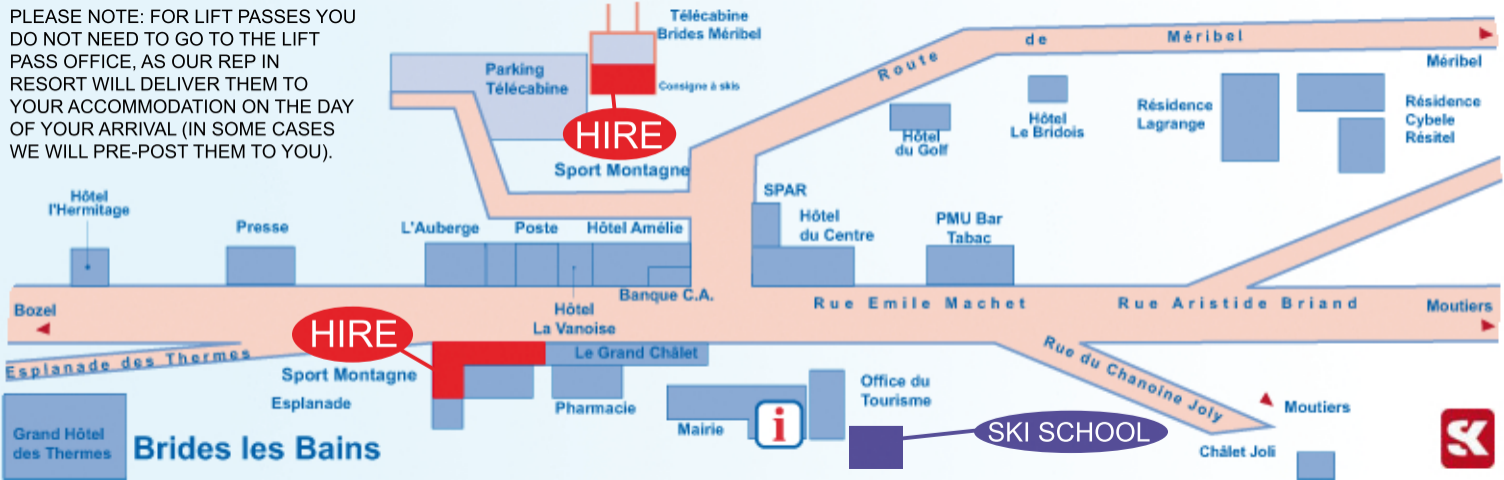 PLEASE NOTE: FOR LIFT PASSES YOU
DO NOT NEED TO GO TO THE LIFT
PASS OFFICE, AS OUR REP IN
RESORT WILL DELIVER THEM TO
YOUR ACCOMMODATION ON THE DAY
OF YOUR ARRIVAL (IN SOME CASES
WE WILL PRE-POST THEM TO YOU).
Télécabine
Brides Méribel
Parking
Télécabine
Consigne à skis
HIRE
Sport Montagne
Route de Méribel
Méribel
Hôtel
du Golf
Hôtel
Le Bridois
Résidence
Lagrange
Résidence
Cybele
Résitel
Hôtel
l'Hermitage
Presse
L'Auberge
Poste
Hôtel Amélie
SPAR
Hôtel
du Centre
PMU Bar
Tabac
Banque C.A.
Bozel
Hôtel
La Vanoise
Rue Emile Machet
Rue Aristide Briand
Moutiers
HIRE
Esplanade des Thermes
Sport Montagne
Esplanade
Le Grand Châlet
Pharmacie
Mairie
i
Office du
Tourisme
SKI SCHOOL
Rue du Chanoine Joly
Moutiers
Châlet Joli
Grand Hôtel
des Thermes
Brides les Bains
SK